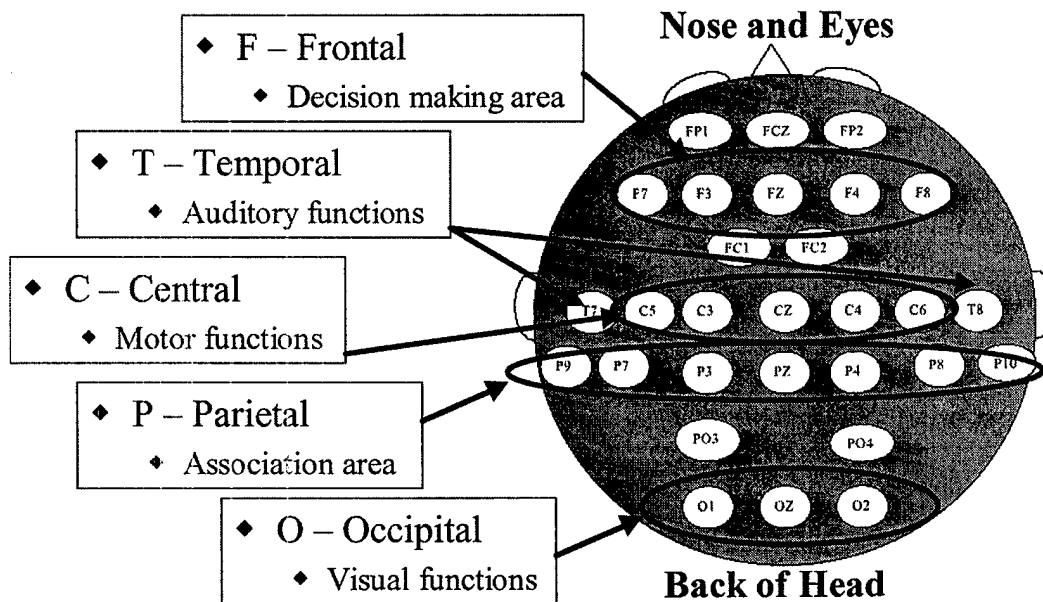 Nose and Eyes
◆ F – Frontal
◆ Decision making area
◆ T – Temporal
◆ Auditory functions
◆ C – Central
◆ Motor functions
◆ P – Parietal
◆ Association area
◆ O – Occipital
◆ Visual functions
FP1 FCZ FP2
F7 F3 FZ F4 F8
FC1 FC2
T7 C5 C3 CZ C4 C6 T8
P9 P7 P3 PZ P4 P8 P10
PO3 PO4
O1 OZ O2
Back of Head